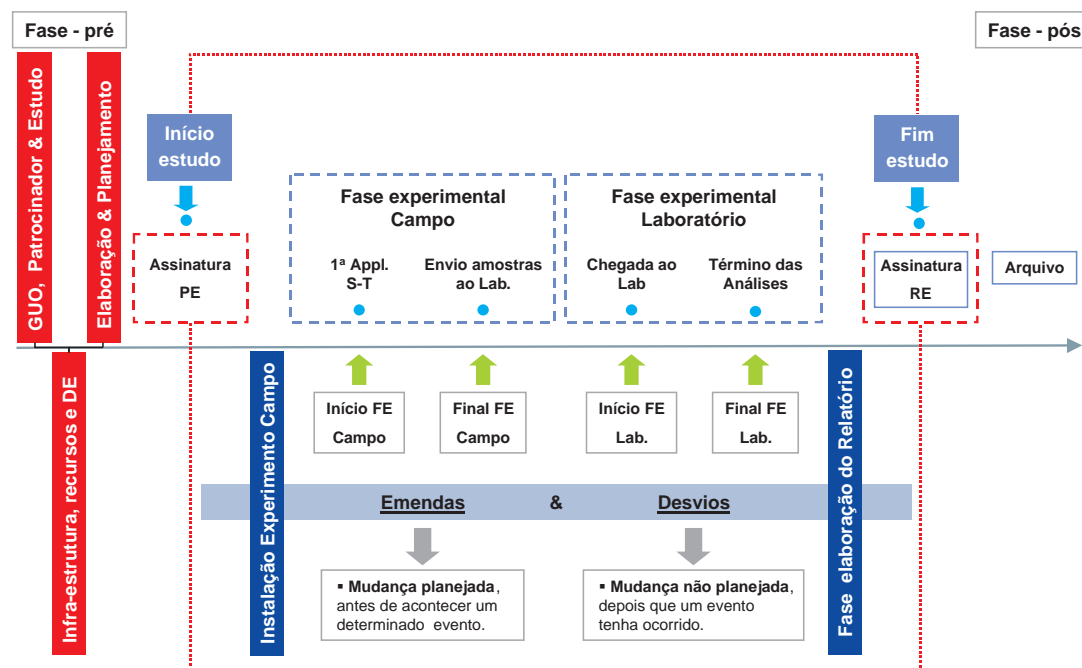 Fase - pré
Fase - pós
GUO, Patrocinador & Estudo
Elaboração & Planejamento
Início
estudo
Fim
estudo
Fase experimental
Campo
Fase experimental
Laboratório
Assinatura
PE
1ª Appl.
S-T
Envio amostras
ao Lab.
Chegada ao
Lab
Término das
Análises
Assinatura
RE
Arquivo
Infra-estrutura, recursos e DE
Instalação Experimento Campo
Início FE
Campo
Final FE
Campo
Início FE
Lab.
Final FE
Lab.
Fase elaboração do Relatório
Emendas & Desvios
▪ Mudança planejada,
antes de acontecer um
determinado evento.
▪ Mudança não planejada,
depois que um evento
tenha ocorrido.